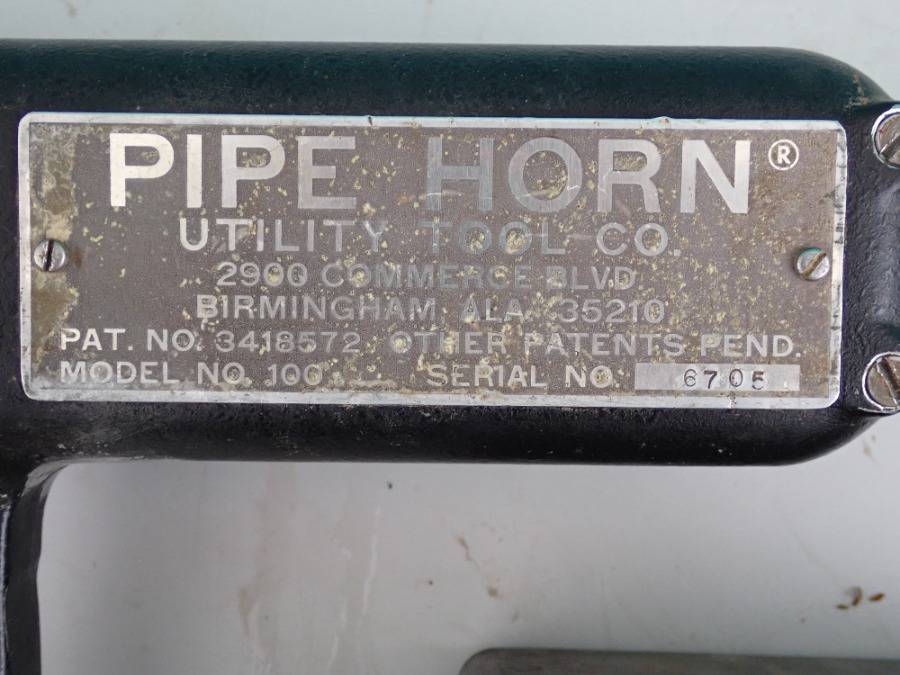 PIPE HORN®
UTILITY TOOL CO.
2900 COMMERCE BLVD
BIRMINGHAM, ALA. 35210
PAT. NO. 3418572 OTHER PATENTS PEND.
MODEL NO. 100 SERIAL NO. 6705